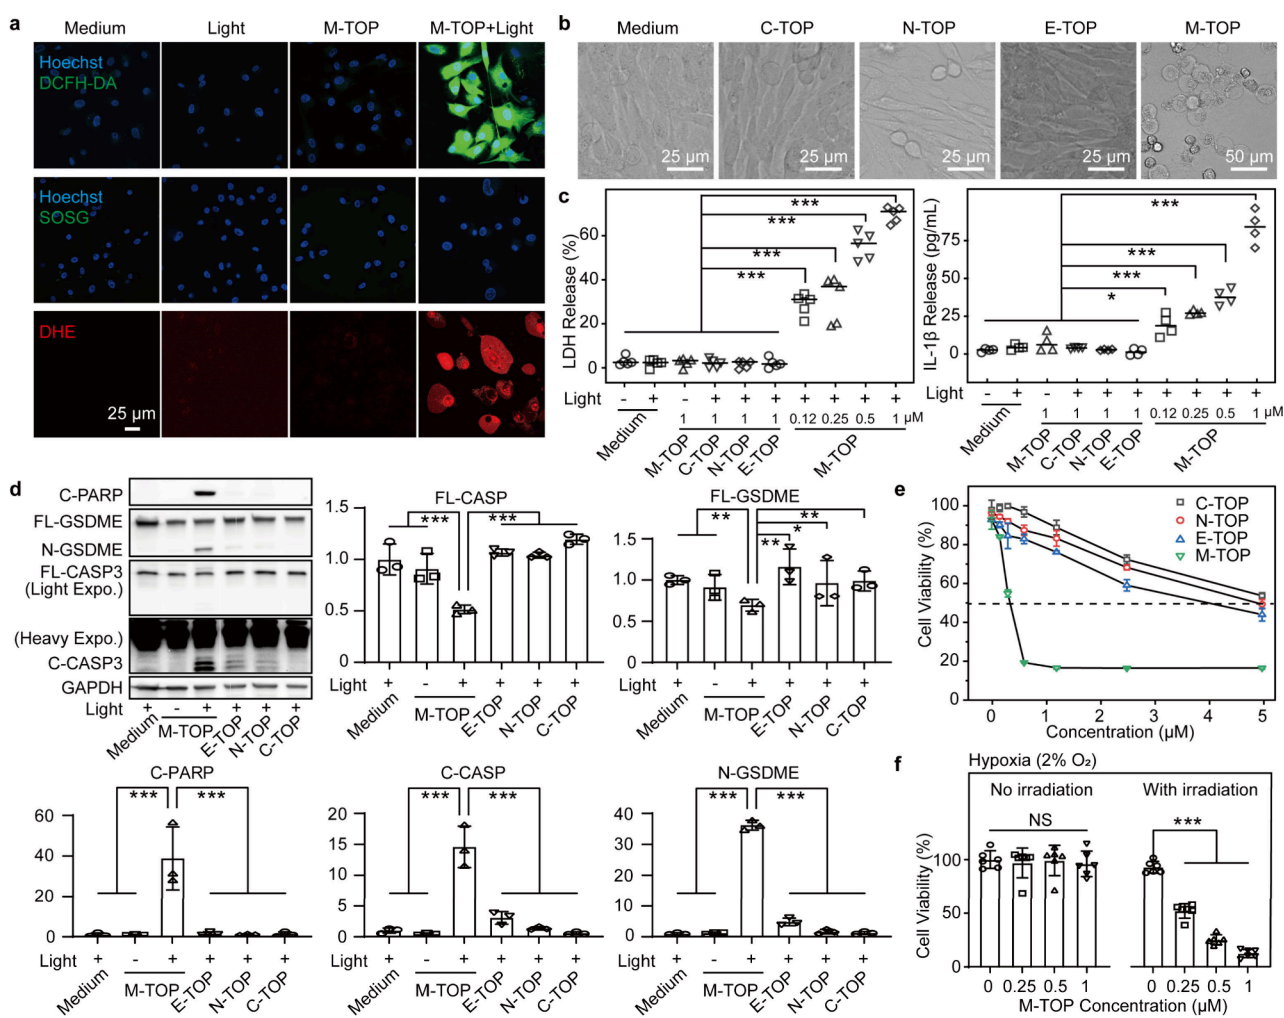 a
Medium Light M-TOP M-TOP+Light
Hoechst
DCFH-DA
Hoechst
SOSG
DHE
25 µm
b
Medium C-TOP N-TOP E-TOP M-TOP
25 µm 25 µm 25 µm 25 µm 50 µm
c
LDH Release (%)
60
40
20
0
***
***
***
***
Light - + - + + + + + + +
1 1 1 1 0.12 0.25 0.5 1 µM
Medium M-TOP C-TOP N-TOP E-TOP M-TOP
IL-1β Release (pg/mL)
75
50
25
0
***
***
***
*
Light - + - + + + + + + +
1 1 1 1 0.12 0.25 0.5 1 µM
Medium M-TOP C-TOP N-TOP E-TOP M-TOP
d
C-PARP
FL-GSDME
N-GSDME
FL-CASP3
(Light Expo.)
(Heavy Expo.)
C-CASP3
GAPDH
Light + - + + + +
Medium M-TOP E-TOP N-TOP C-TOP
FL-CASP
1.5
1.0
0.5
0
*** ***
Light + - + + + +
Medium M-TOP E-TOP N-TOP C-TOP
FL-GSDME
1.5
1.0
0.5
0
** **
*
**
Light + - + + + +
Medium M-TOP E-TOP N-TOP C-TOP
C-PARP
60
40
20
0
*** ***
Light + - + + + +
Medium M-TOP E-TOP N-TOP C-TOP
C-CASP
20
15
10
5
0
*** ***
Light + - + + + +
Medium M-TOP E-TOP N-TOP C-TOP
N-GSDME
40
30
20
10
0
*** ***
Light + - + + + +
Medium M-TOP E-TOP N-TOP C-TOP
e
Cell Viability (%)
100
80
60
40
20
0
C-TOP
N-TOP
E-TOP
M-TOP
0 1 2 3 4 5
Concentration (µM)
f
Hypoxia (2% O₂)
No irradiation With irradiation
NS ***
Cell Viability (%)
100
50
0
0 0.25 0.5 1 0 0.25 0.5 1
M-TOP Concentration (µM)